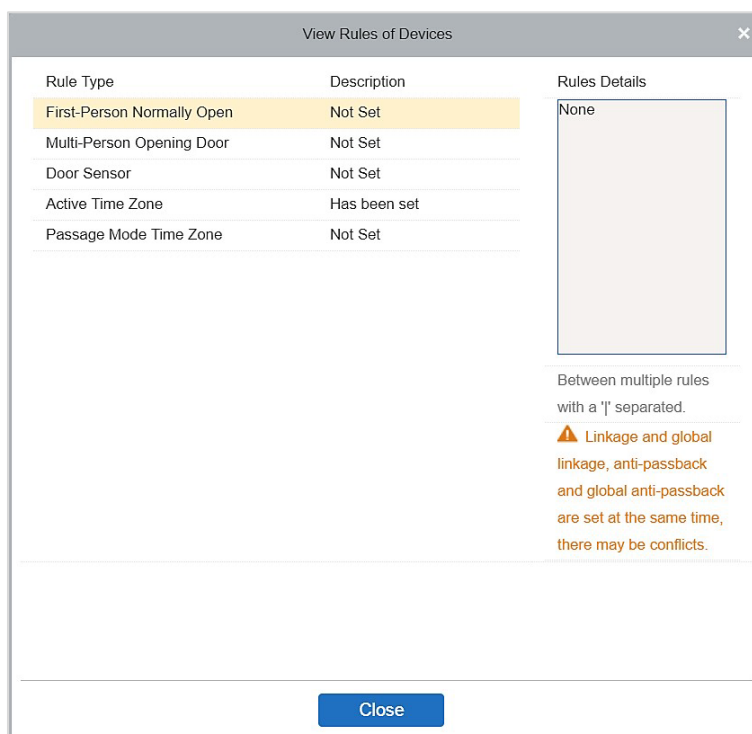 View Rules of Devices
×
Rule Type Description Rules Details
First-Person Normally Open Not Set None
Multi-Person Opening Door Not Set
Door Sensor Not Set
Active Time Zone Has been set
Passage Mode Time Zone Not Set
Between multiple rules
with a '|' separated.
Linkage and global
linkage, anti-passback
and global anti-passback
are set at the same time,
there may be conflicts.
Close